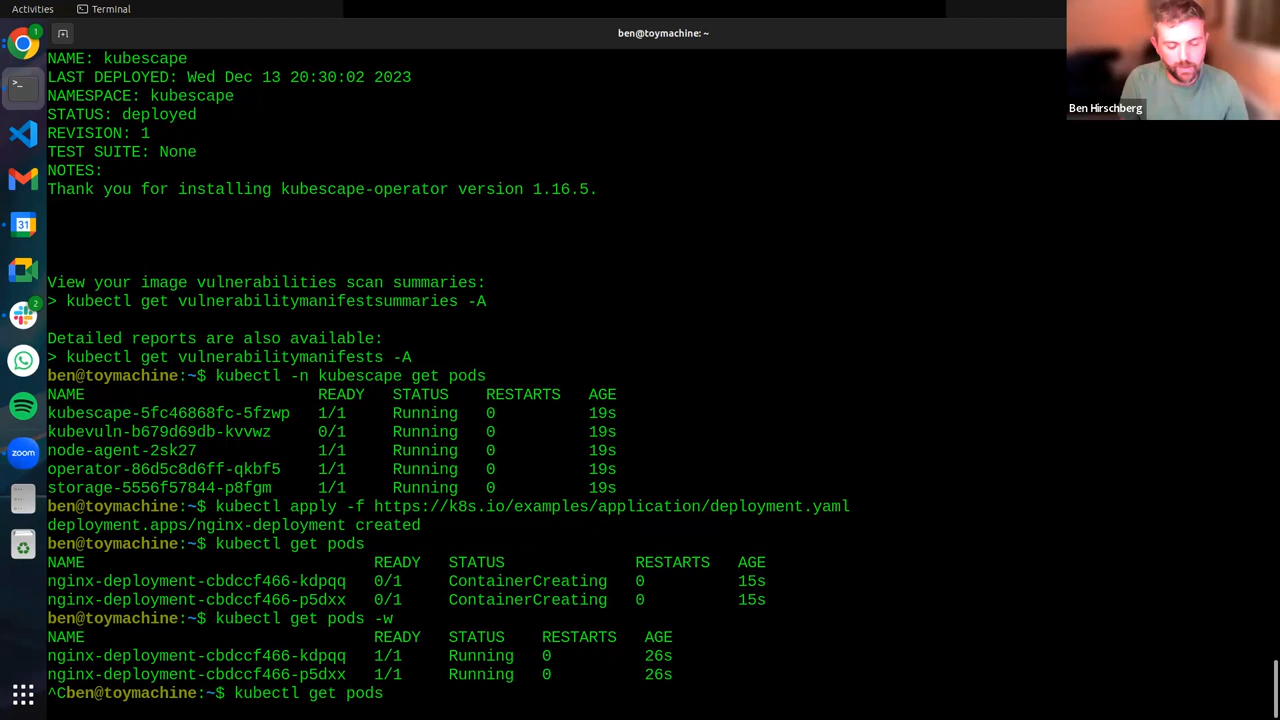 Activities
Terminal
ben@toymachine: ~
1
NAME: kubescape
LAST DEPLOYED: Wed Dec 13 20:30:02 2023
NAMESPACE: kubescape
STATUS: deployed
REVISION: 1
TEST SUITE: None
NOTES:
Thank you for installing kubescape-operator version 1.16.5.
31
View your image vulnerabilities scan summaries:
> kubectl get vulnerabilitymanifestsummaries -A
2
Detailed reports are also available:
> kubectl get vulnerabilitymanifests -A
ben@toymachine:~$ kubectl -n kubescape get pods
NAME READY STATUS RESTARTS AGE
kubescape-5fc46868fc-5fzwp 1/1 Running 0 19s
kubevuln-b679d69db-kvvwz 0/1 Running 0 19s
node-agent-2sk27 1/1 Running 0 19s
zoom
operator-86d5c8d6ff-qkbf5 1/1 Running 0 19s
storage-5556f57844-p8fgm 1/1 Running 0 19s
ben@toymachine:~$ kubectl apply -f https://k8s.io/examples/application/deployment.yaml
deployment.apps/nginx-deployment created
ben@toymachine:~$ kubectl get pods
NAME READY STATUS RESTARTS AGE
nginx-deployment-cbdccf466-kdpqq 0/1 ContainerCreating 0 15s
nginx-deployment-cbdccf466-p5dxx 0/1 ContainerCreating 0 15s
ben@toymachine:~$ kubectl get pods -w
NAME READY STATUS RESTARTS AGE
nginx-deployment-cbdccf466-kdpqq 1/1 Running 0 26s
nginx-deployment-cbdccf466-p5dxx 1/1 Running 0 26s
^Cben@toymachine:~$ kubectl get pods
Ben Hirschberg